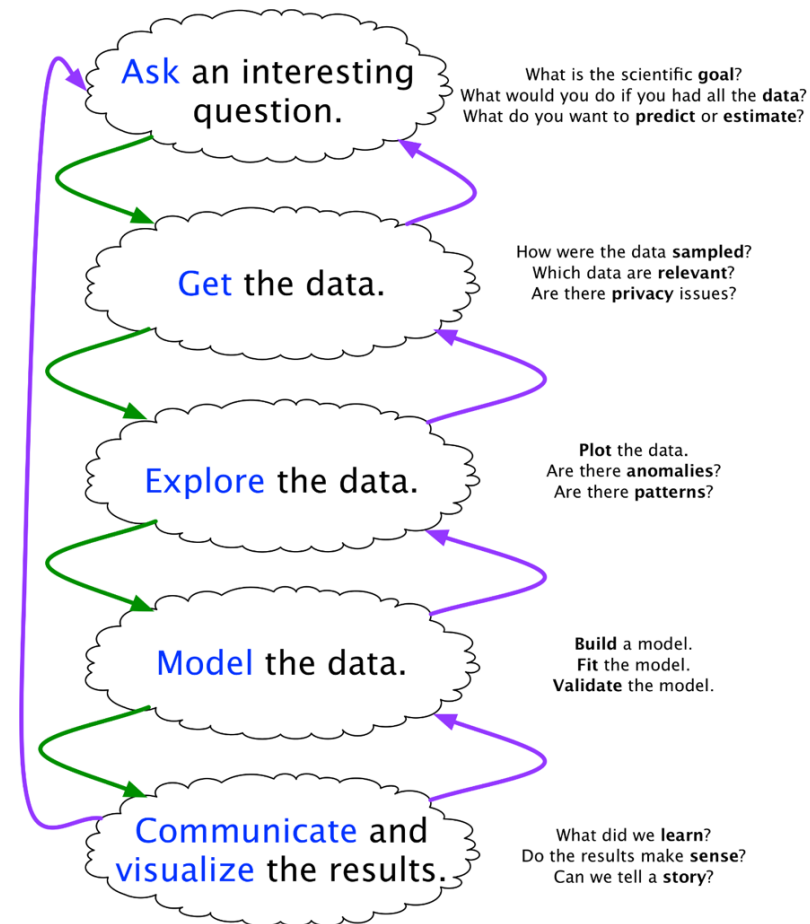 Ask an interesting
question.
What is the scientific goal?
What would you do if you had all the data?
What do you want to predict or estimate?
Get the data.
How were the data sampled?
Which data are relevant?
Are there privacy issues?
Explore the data.
Plot the data.
Are there anomalies?
Are there patterns?
Model the data.
Build a model.
Fit the model.
Validate the model.
Communicate and
visualize the results.
What did we learn?
Do the results make sense?
Can we tell a story?